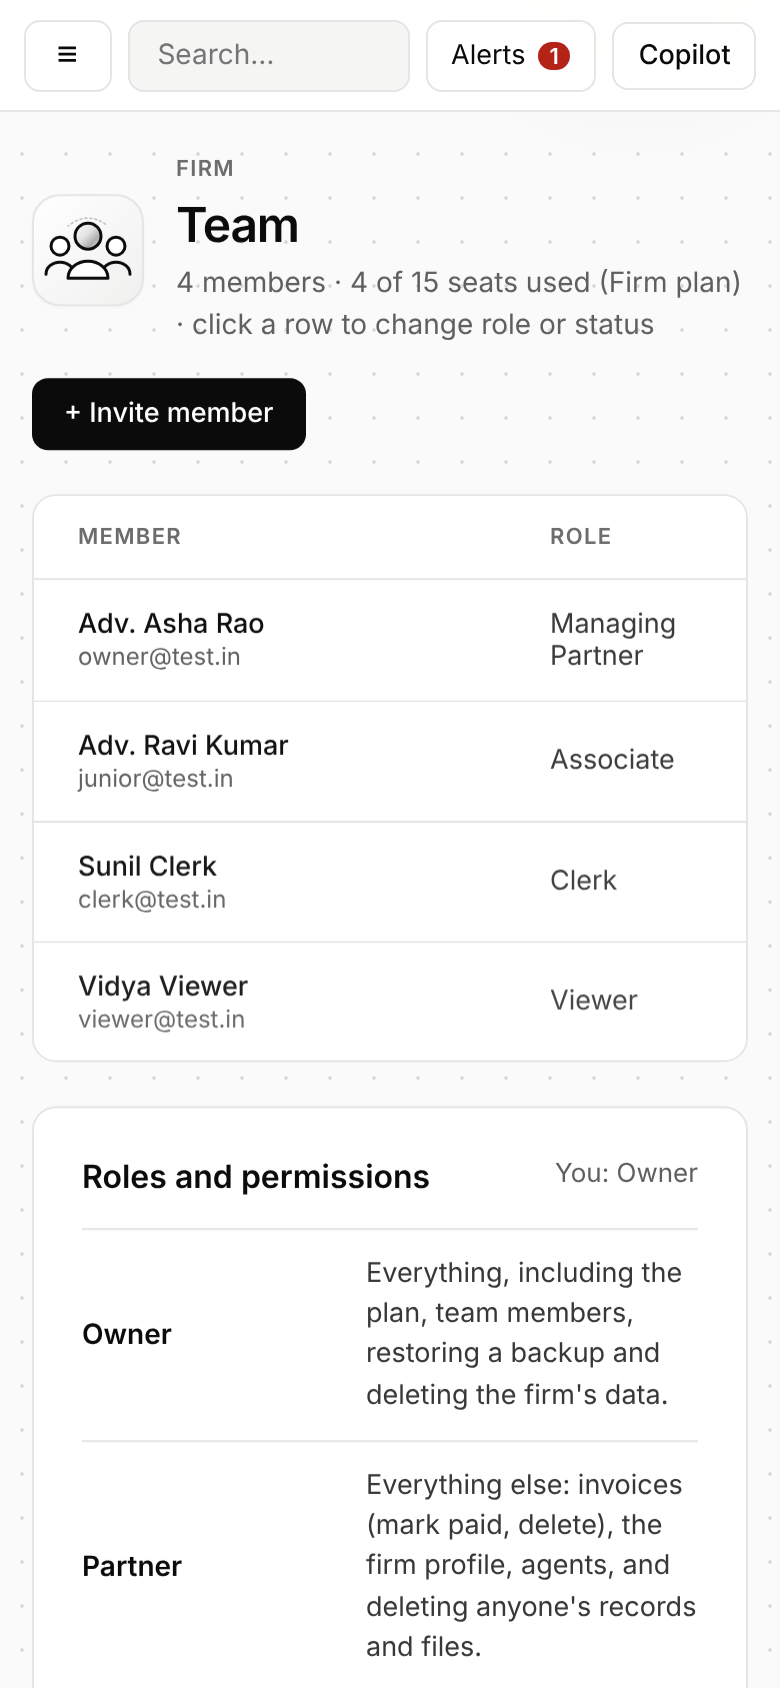 ≡
Search...
Alerts 1
Copilot
FIRM
Team
4 members · 4 of 15 seats used (Firm plan)
· click a row to change role or status
+ Invite member
MEMBER ROLE
Adv. Asha Rao
owner@test.in
Managing
Partner
Adv. Ravi Kumar
junior@test.in
Associate
Sunil Clerk
clerk@test.in
Clerk
Vidya Viewer
viewer@test.in
Viewer
Roles and permissions
You: Owner
Owner
Everything, including the
plan, team members,
restoring a backup and
deleting the firm's data.
Partner
Everything else: invoices
(mark paid, delete), the
firm profile, agents, and
deleting anyone's records
and files.